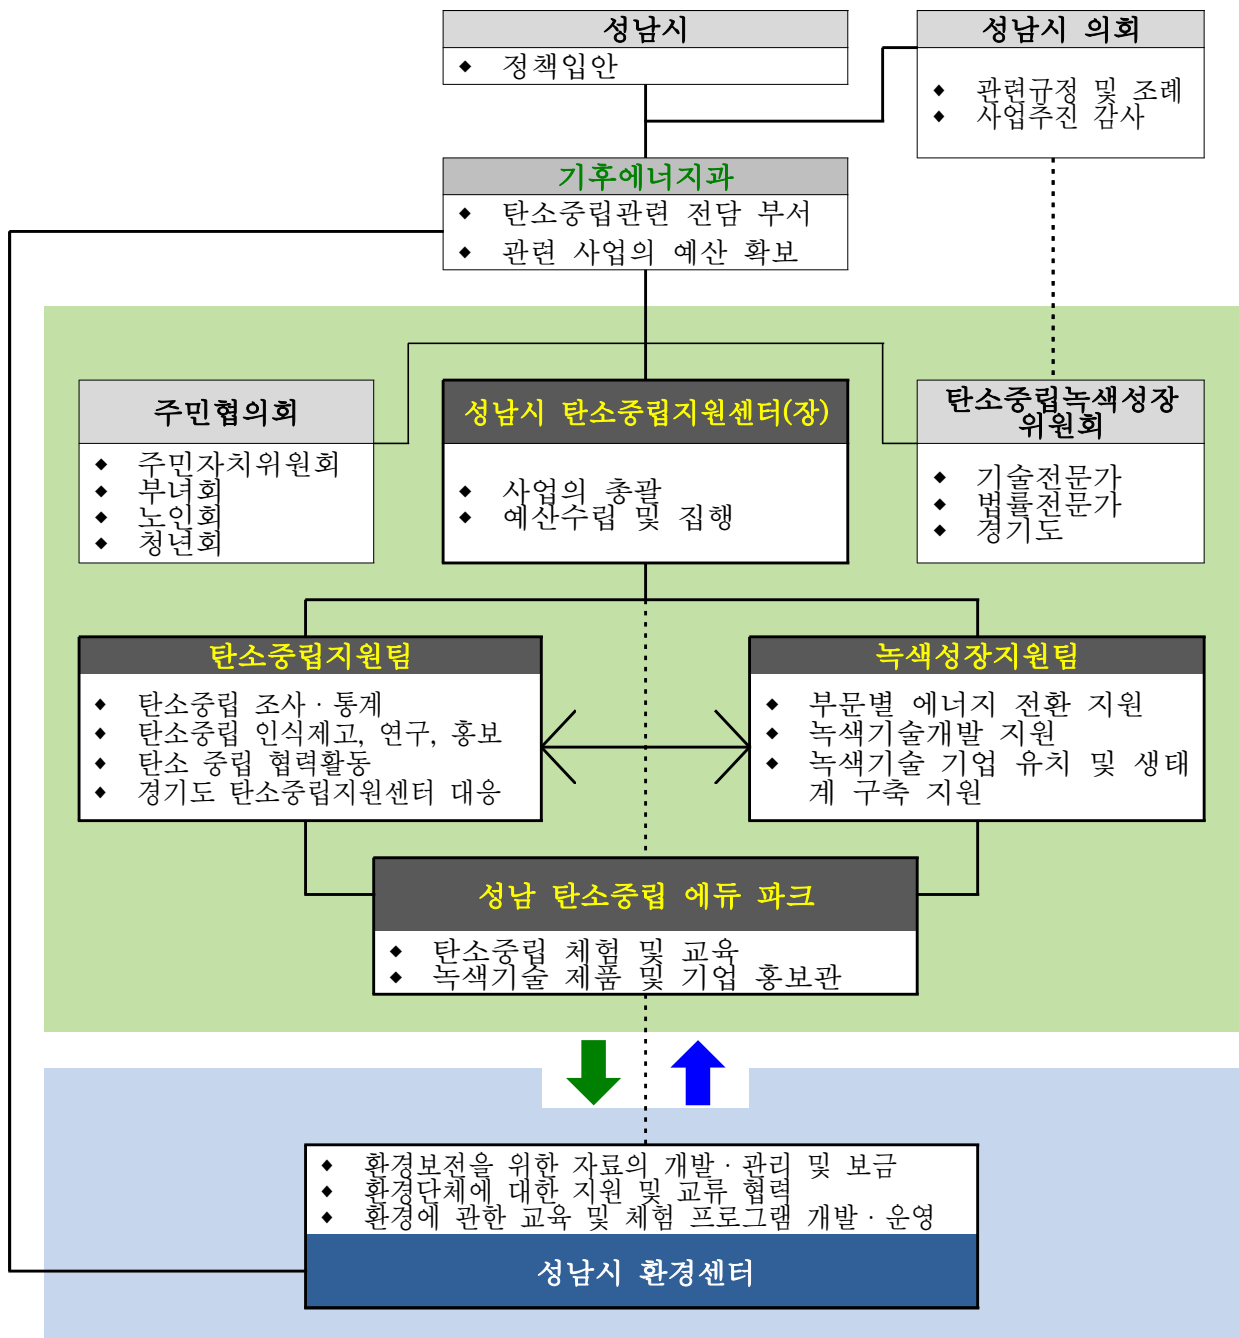 성남시
◆ 정책입안
성남시 의회
◆ 관련규정 및 조례
◆ 사업추진 감사
기후에너지과
◆ 탄소중립관련 전담 부서
◆ 관련 사업의 예산 확보
주민협의회
◆ 주민자치위원회
◆ 부녀회
◆ 노인회
◆ 청년회
성남시 탄소중립지원센터(장)
◆ 사업의 총괄
◆ 예산수립 및 집행
탄소중립녹색성장
위원회
◆ 기술전문가
◆ 법률전문가
◆ 경기도
탄소중립지원팀
◆ 탄소중립 조사·통계
◆ 탄소중립 인식제고, 연구, 홍보
◆ 탄소 중립 협력활동
◆ 경기도 탄소중립지원센터 대응
녹색성장지원팀
◆ 부문별 에너지 전환 지원
◆ 녹색기술개발 지원
◆ 녹색기술 기업 유치 및 생태
계 구축 지원
성남 탄소중립 에듀 파크
◆ 탄소중립 체험 및 교육
◆ 녹색기술 제품 및 기업 홍보관
◆ 환경보전을 위한 자료의 개발·관리 및 보금
◆ 환경단체에 대한 지원 및 교류 협력
◆ 환경에 관한 교육 및 체험 프로그램 개발·운영
성남시 환경센터